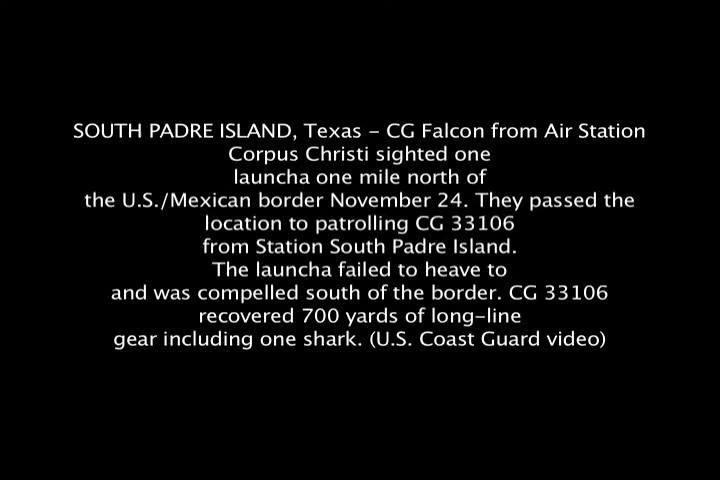 SOUTH PADRE ISLAND, Texas – CG Falcon from Air Station
Corpus Christi sighted one
launcha one mile north of
the U.S./Mexican border November 24. They passed the
location to patrolling CG 33106
from Station South Padre Island.
The launcha failed to heave to
and was compelled south of the border. CG 33106
recovered 700 yards of long–line
gear including one shark. (U.S. Coast Guard video)